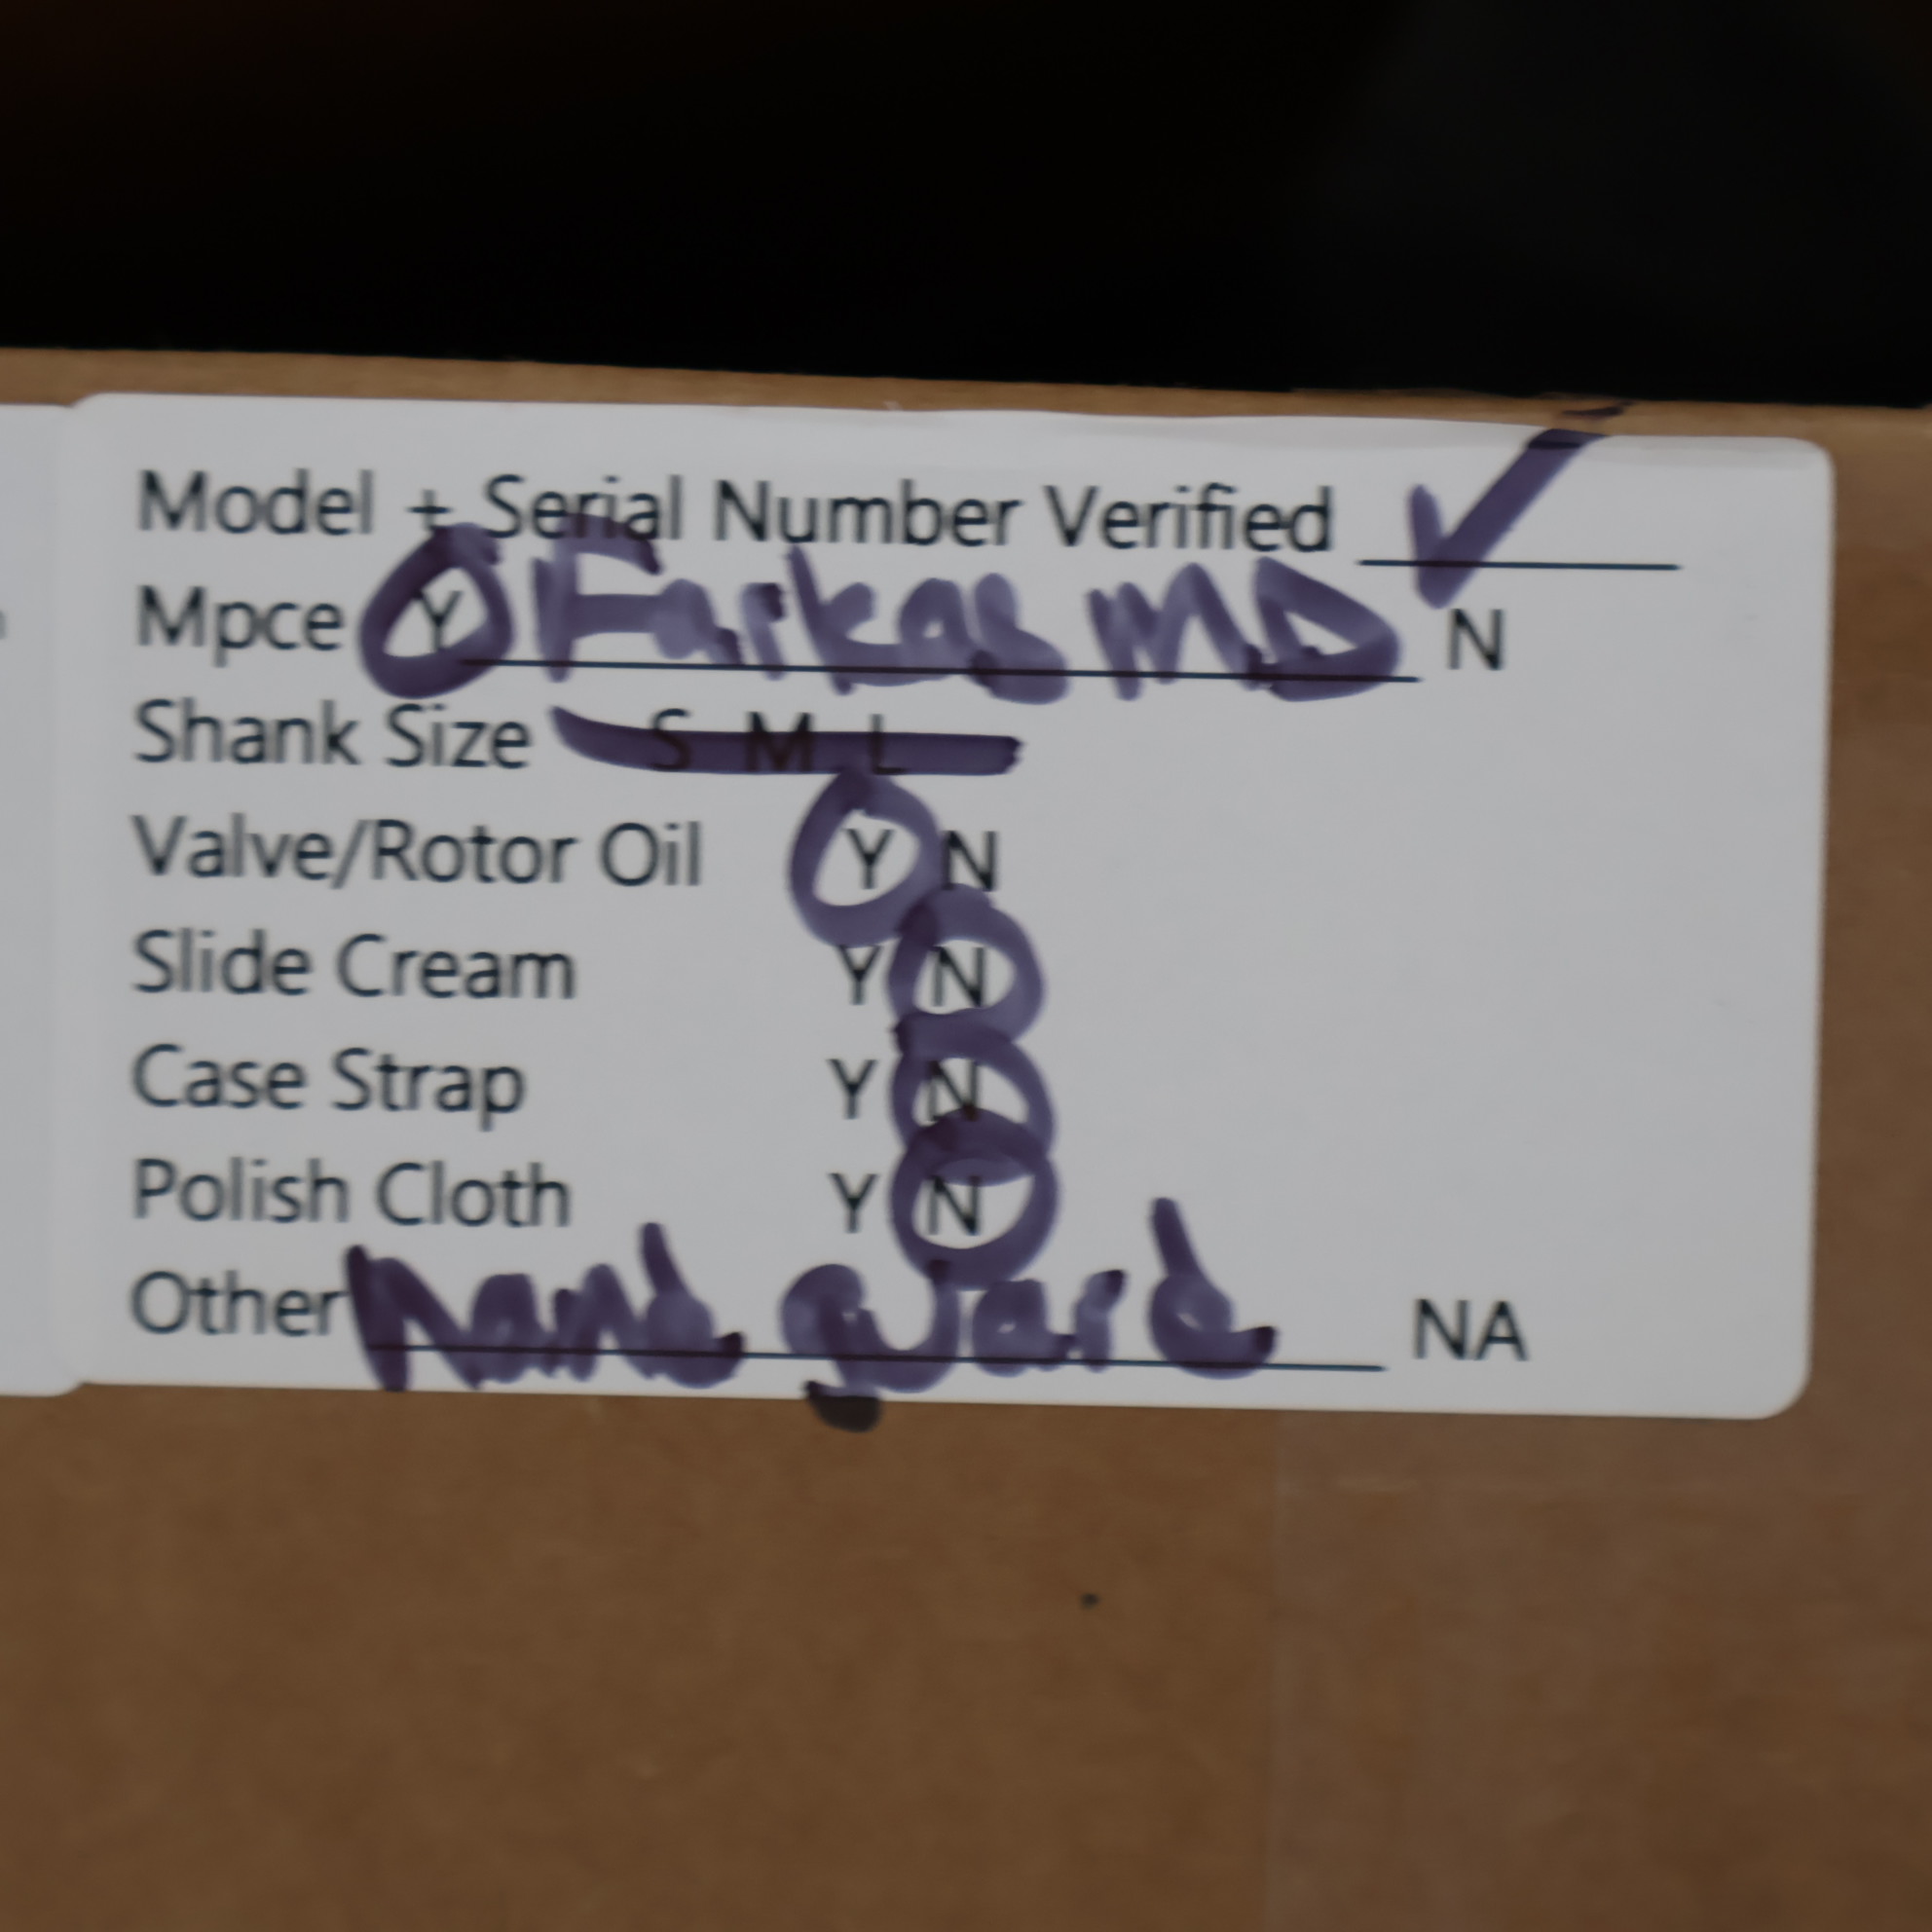 Model + Serial Number Verified ✓
Mpce Y Farkas MD N
Shank Size S M L
Valve/Rotor Oil Y N
Slide Cream Y N
Case Strap Y N
Polish Cloth Y N
Other Hand guard NA